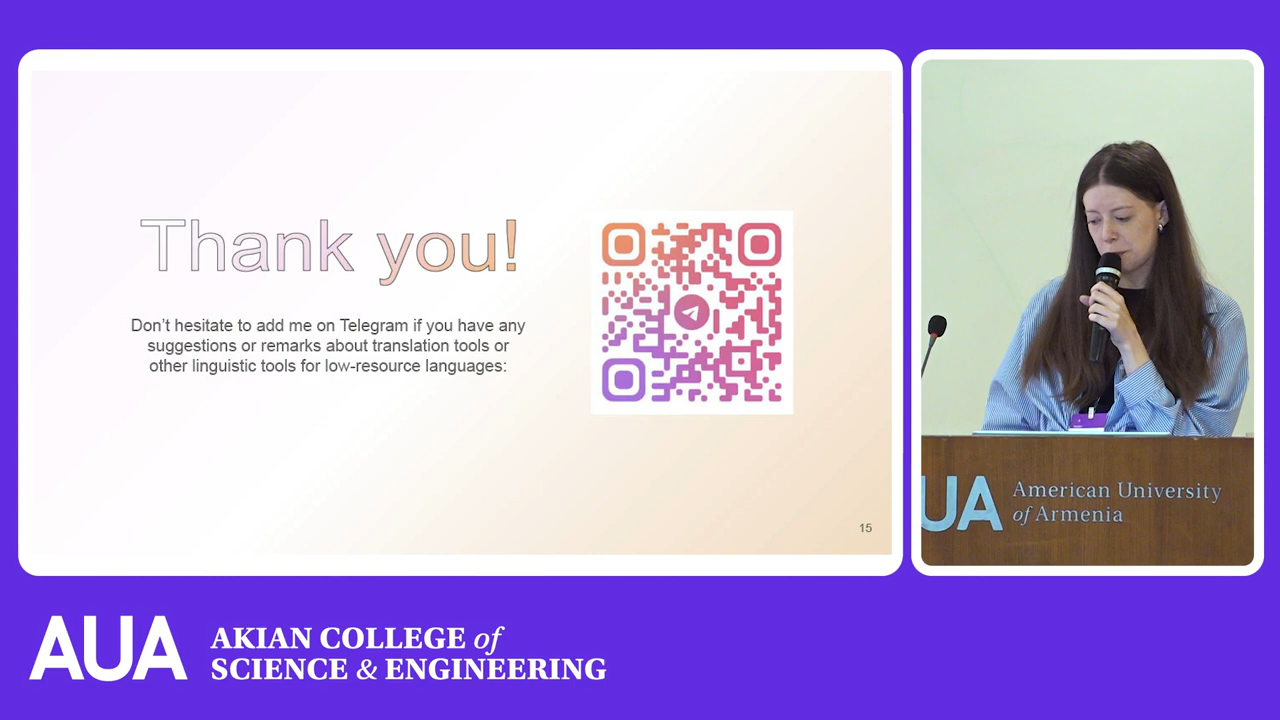 Thank you!
Don't hesitate to add me on Telegram if you have any
suggestions or remarks about translation tools or
other linguistic tools for low-resource languages:
15
UA
American University
of Armenia
AUA
AKIAN COLLEGE of
SCIENCE & ENGINEERING